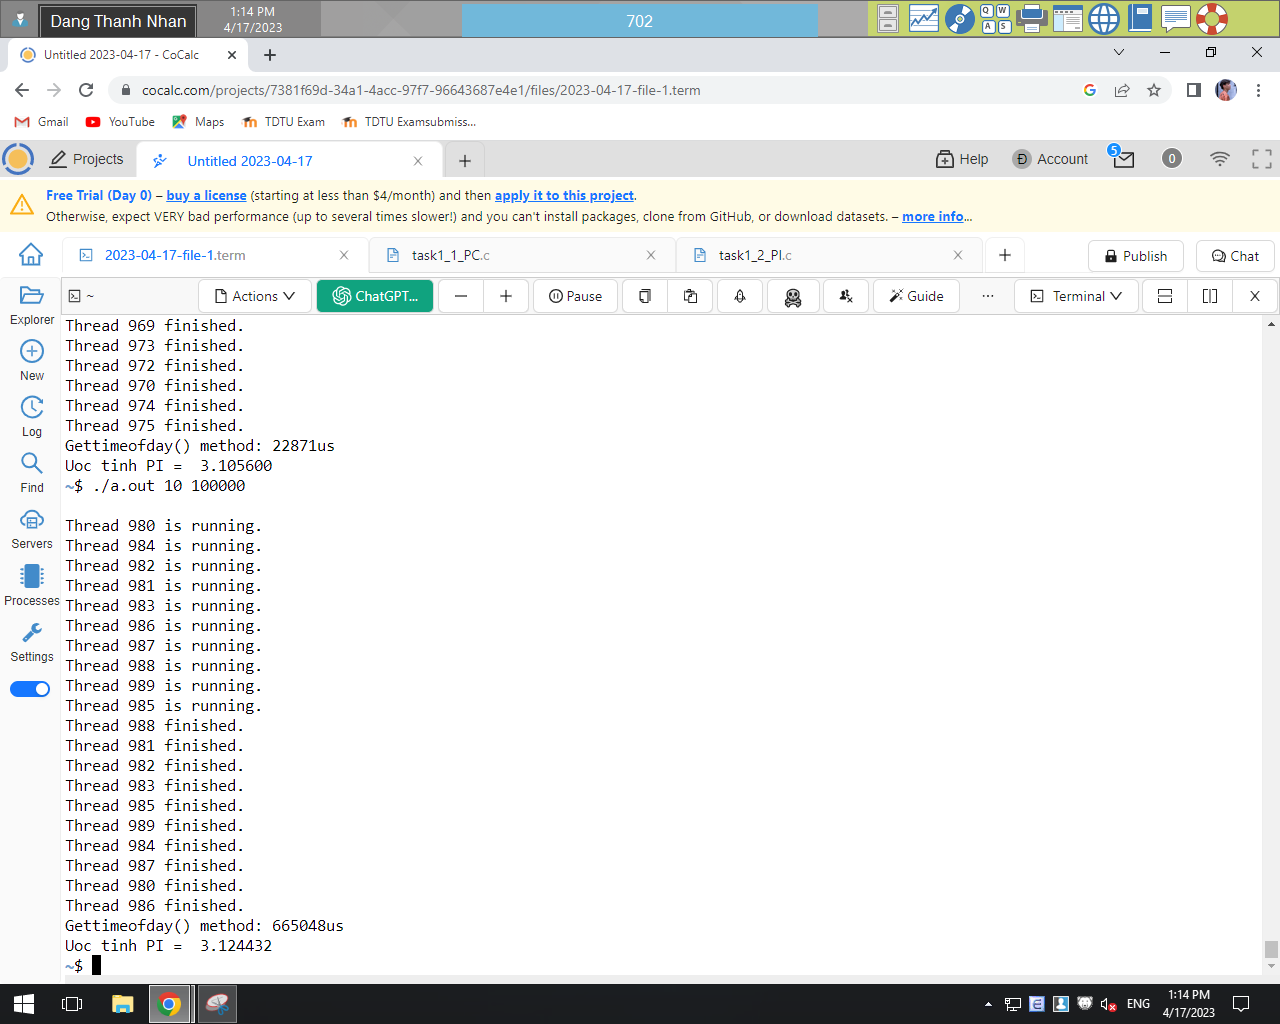 Dang Thanh Nhan
1:14 PM
4/17/2023
702
Q W
A S
Untitled 2023-04-17 - CoCalc
cocalc.com/projects/7381f69d-34a1-4acc-97f7-96643687e4e1/files/2023-04-17-file-1.term
Gmail
YouTube
Maps
TDTU Exam
TDTU Examsubmiss...
Projects
Untitled 2023-04-17
Help
Account
5
0
Free Trial (Day 0) – buy a license (starting at less than $4/month) and then apply it to this project.
Otherwise, expect VERY bad performance (up to several times slower!) and you can't install packages, clone from GitHub, or download datasets. – more info...
2023-04-17-file-1.term
task1_1_PC.c
task1_2_PI.c
Publish
Chat
~
Actions
ChatGPT...
Pause
Guide
Terminal
Explorer
New
Log
Find
Servers
Processes
Settings
Thread 969 finished.
Thread 973 finished.
Thread 972 finished.
Thread 970 finished.
Thread 974 finished.
Thread 975 finished.
Gettimeofday() method: 22871us
Uoc tinh PI =  3.105600
~$ ./a.out 10 100000
Thread 980 is running.
Thread 984 is running.
Thread 982 is running.
Thread 981 is running.
Thread 983 is running.
Thread 986 is running.
Thread 987 is running.
Thread 988 is running.
Thread 989 is running.
Thread 985 is running.
Thread 988 finished.
Thread 981 finished.
Thread 982 finished.
Thread 983 finished.
Thread 985 finished.
Thread 989 finished.
Thread 984 finished.
Thread 987 finished.
Thread 980 finished.
Thread 986 finished.
Gettimeofday() method: 665048us
Uoc tinh PI =  3.124432
~$
ENG
1:14 PM
4/17/2023